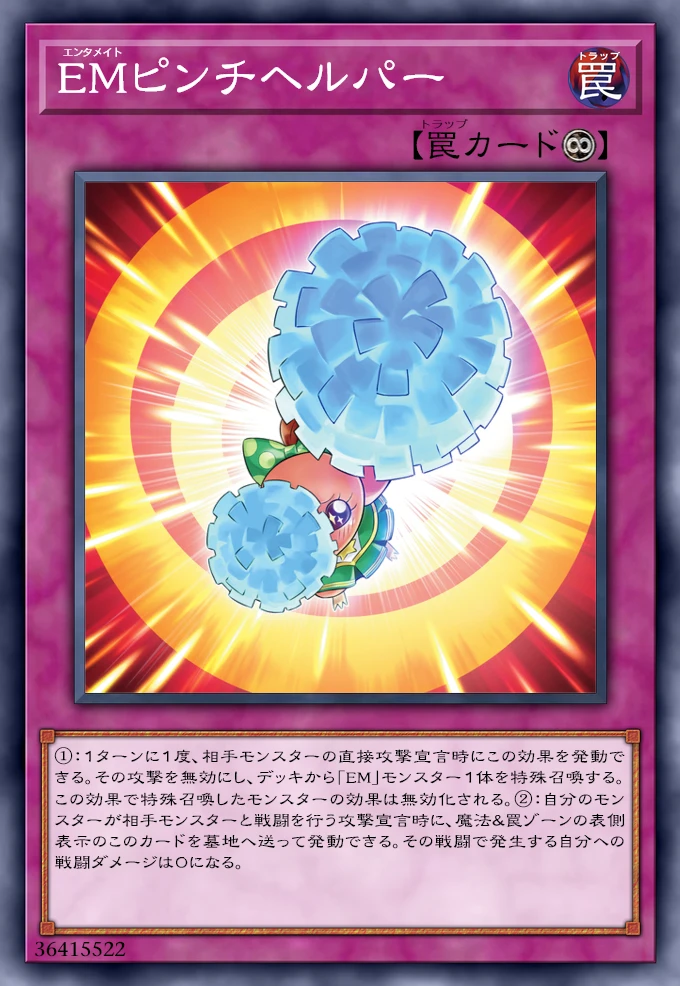 エンタメイト
EMピンチヘルパー
トラップ
罠
トラップ
【罠カード】
①：1ターンに1度、相手モンスターの直接攻撃宣言時にこの効果を発動で
きる。その攻撃を無効にし、デッキから「EM」モンスター1体を特殊召喚する。
この効果で特殊召喚したモンスターの効果は無効化される。②：自分のモン
スターが相手モンスターと戦闘を行う攻撃宣言時に、魔法&罠ゾーンの表側
表示のこのカードを墓地へ送って発動できる。その戦闘で発生する自分への
戦闘ダメージは0になる。
36415522